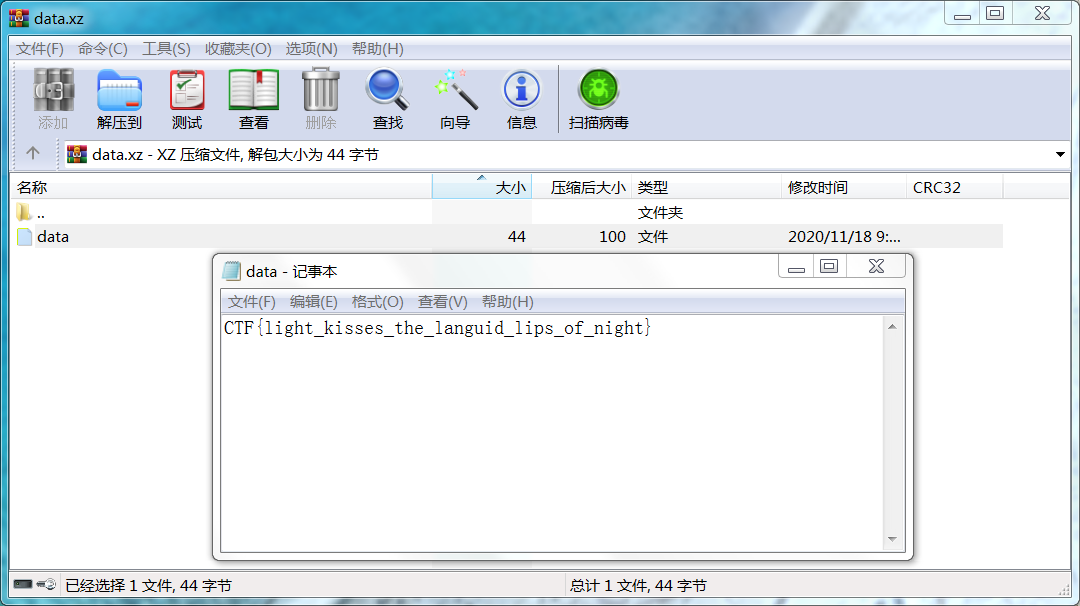 data.xz
文件(F) 命令(C) 工具(S) 收藏夹(O) 选项(N) 帮助(H)
添加 解压到 测试 查看 删除 查找 向导 信息 扫描病毒
data.xz - XZ 压缩文件, 解包大小为 44 字节
名称 大小 压缩后大小 类型 修改时间 CRC32
.. 文件夹
data 44 100 文件 2020/11/18 9:...
data - 记事本
文件(F) 编辑(E) 格式(O) 查看(V) 帮助(H)
CTF{light_kisses_the_languid_lips_of_night}
已经选择 1 文件, 44 字节 总计 1 文件, 44 字节